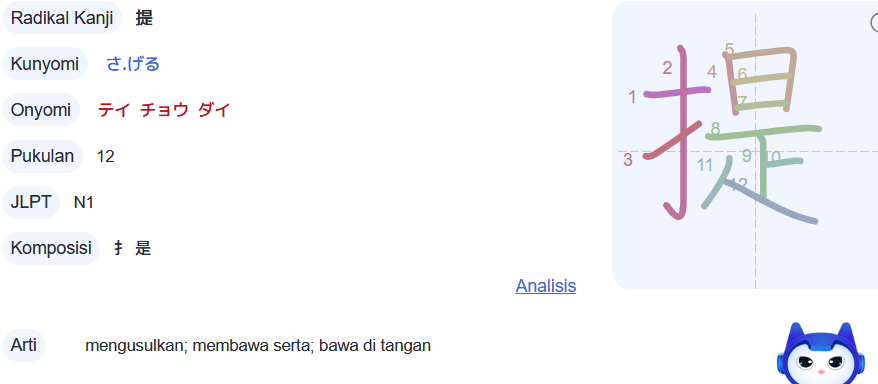 Radikal Kanji 提
Kunyomi さ.げる
Onyomi テイ チョウ ダイ
Pukulan 12
JLPT N1
Komposisi 扌 是
Analisis
Arti mengusulkan; membawa serta; bawa di tangan
提
1
2
3
4
5
6
7
8
9
10
11
12